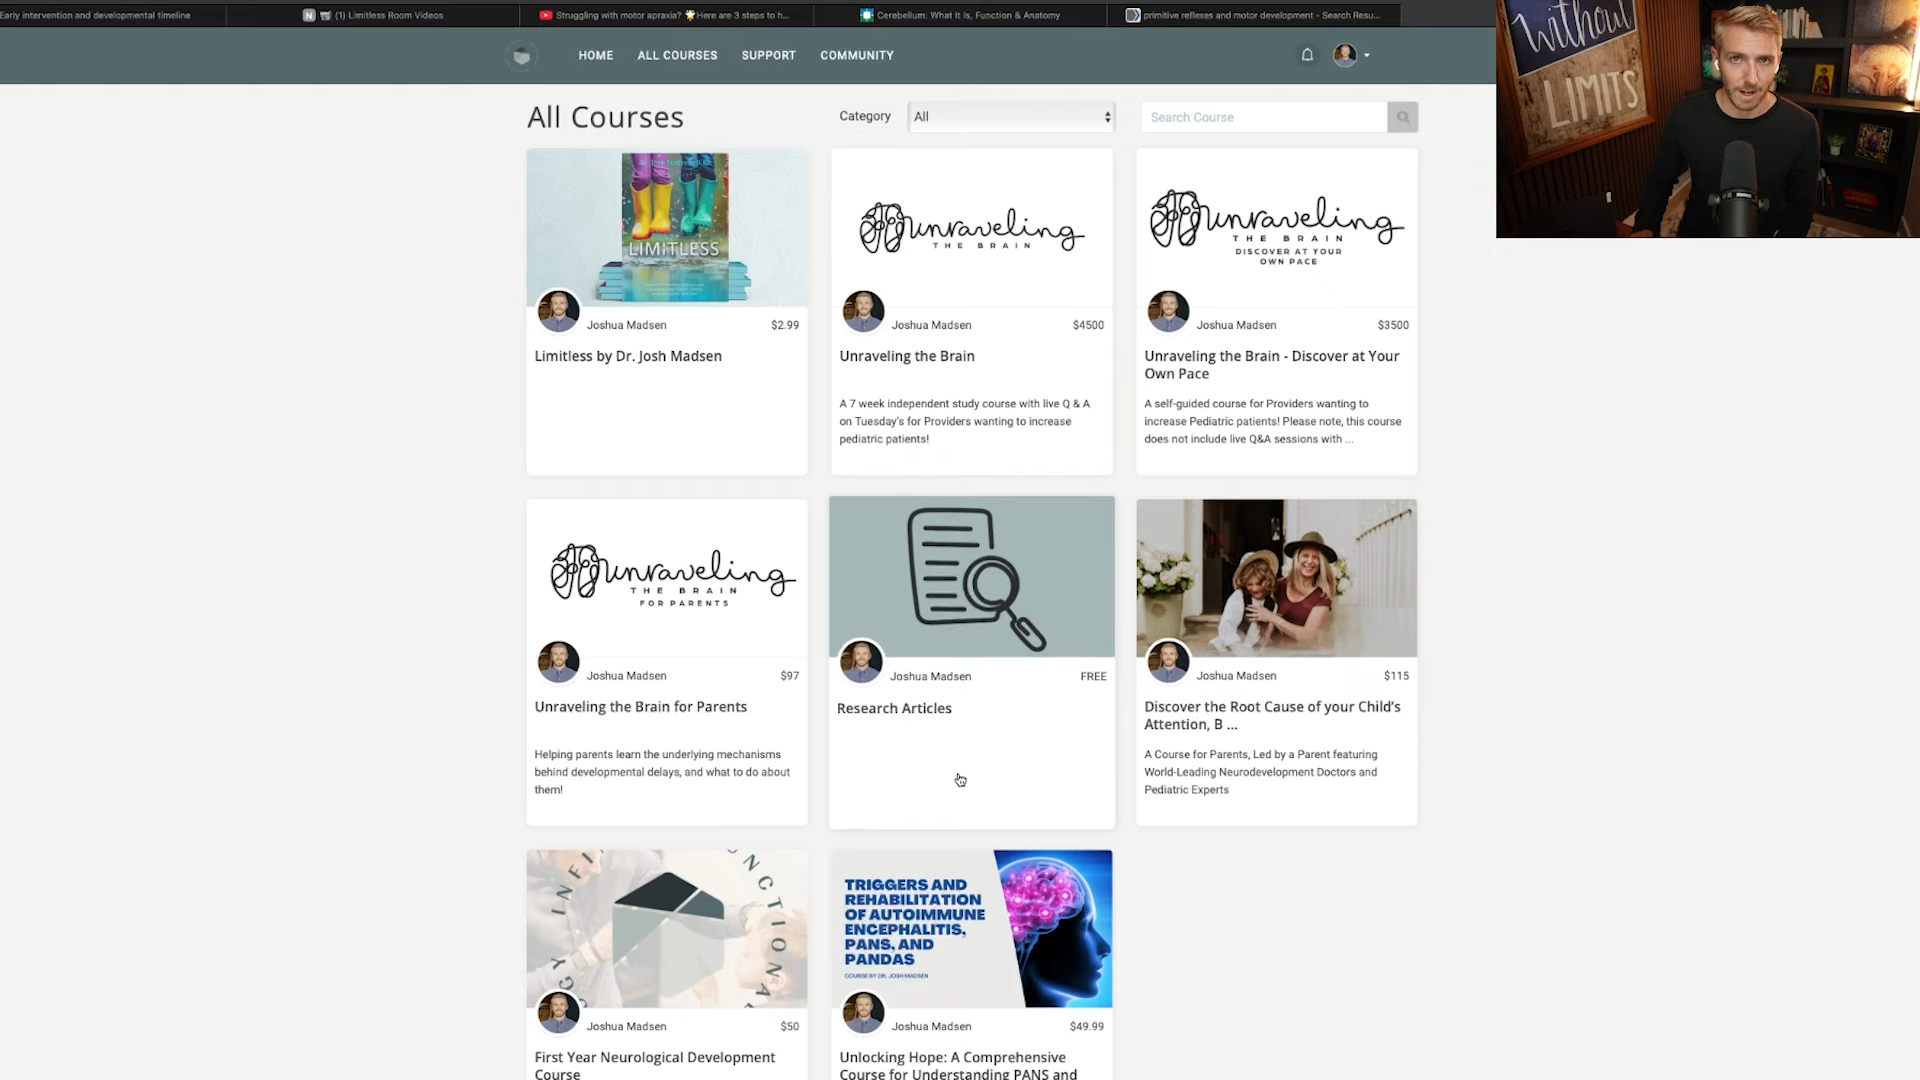 Early intervention and developmental timeline
(1) Limitless Room Videos
Struggling with motor apraxia? 🌟Here are 3 steps to h...
Cerebellum: What It Is, Function & Anatomy
primitive reflexes and motor development - Search Resu...
HOME
ALL COURSES
SUPPORT
COMMUNITY
Without
LIMITS
All Courses
Category
All
Search Course
LIMITLESS
Joshua Madsen
$2.99
Limitless by Dr. Josh Madsen
unraveling
THE BRAIN
Joshua Madsen
$4500
Unraveling the Brain
A 7 week independent study course with live Q & A
on Tuesday's for Providers wanting to increase
pediatric patients!
unraveling
THE BRAIN
DISCOVER AT YOUR
OWN PACE
Joshua Madsen
$3500
Unraveling the Brain - Discover at Your
Own Pace
A self-guided course for Providers wanting to
increase Pediatric patients! Please note, this course
does not include live Q&A sessions with ...
unraveling
THE BRAIN
FOR PARENTS
Joshua Madsen
$97
Unraveling the Brain for Parents
Helping parents learn the underlying mechanisms
behind developmental delays, and what to do about
them!
Joshua Madsen
FREE
Research Articles
Joshua Madsen
$115
Discover the Root Cause of your Child's
Attention, B ...
A Course for Parents, Led by a Parent featuring
World-Leading Neurodevelopment Doctors and
Pediatric Experts
Joshua Madsen
$50
First Year Neurological Development
Course
TRIGGERS AND
REHABILITATION
OF AUTOIMMUNE
ENCEPHALITIS,
PANS, AND
PANDAS
COURSE BY DR. JOSH MADSEN
Joshua Madsen
$49.99
Unlocking Hope: A Comprehensive
Course for Understanding PANS and